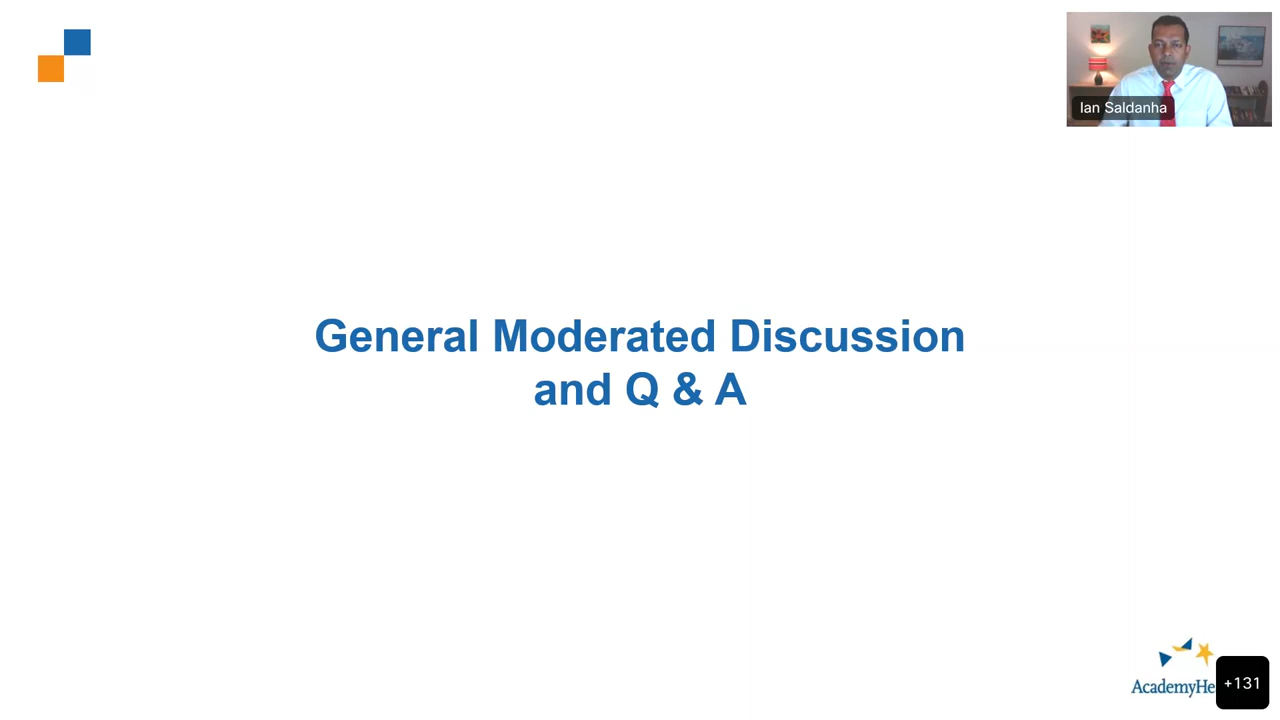 Ian Saldanha
General Moderated Discussion
and Q & A
AcademyHe
+131